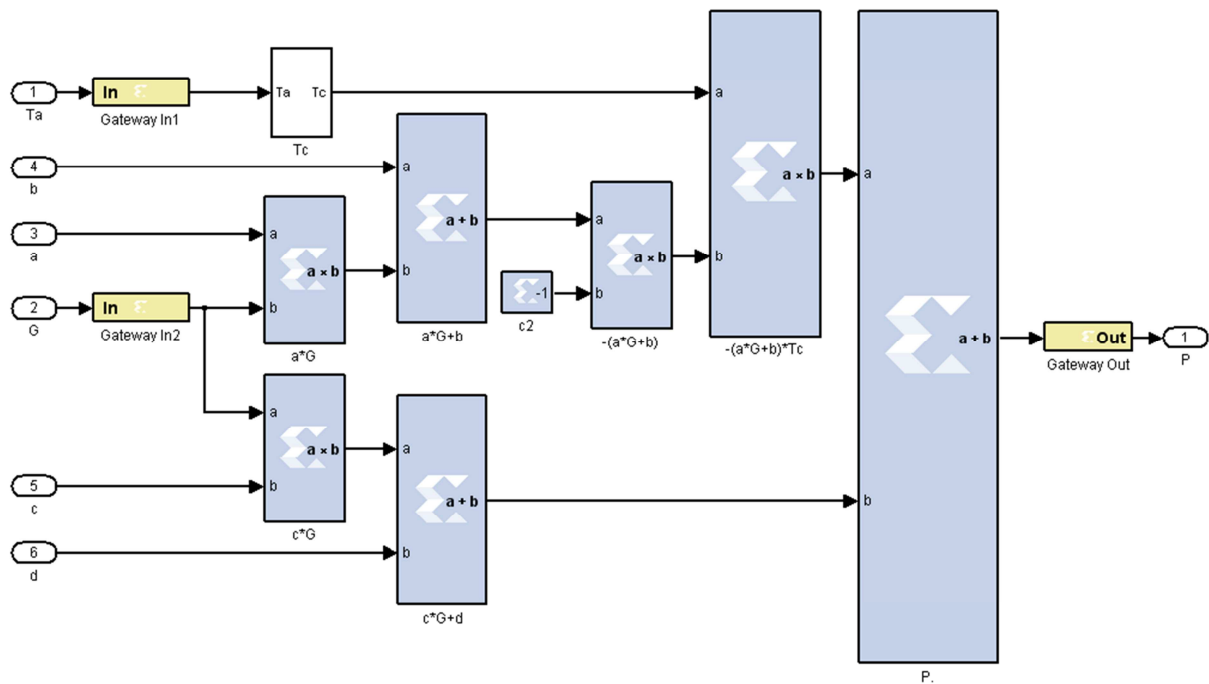 1
Ta
In
Gateway In1
Ta Tc
Tc
4
b
3
a
2
G
In
Gateway In2
a
b
a × b
a*G
a
b
a + b
a*G+b
-1
c2
a
b
a × b
-(a*G+b)
a
b
a × b
-(a*G+b)*Tc
5
c
6
d
a
b
a × b
c*G
a
b
a + b
c*G+d
a
b
a + b
P.
Out
Gateway Out
1
P